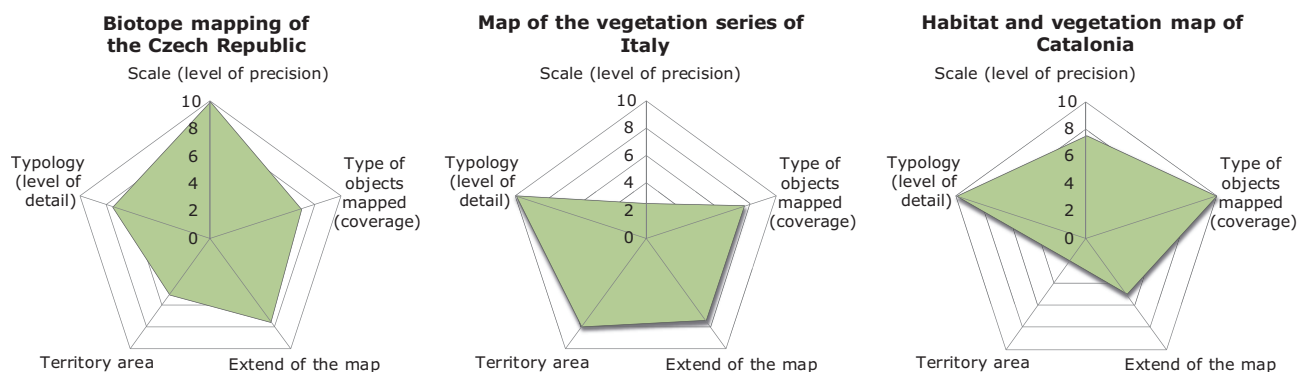 Biotope mapping of
the Czech Republic
Scale (level of precision)
10
8
6
4
2
0
Typology
(level of
detail)
Type of
objects
mapped
(coverage)
Territory area
Extend of the map
Map of the vegetation series of
Italy
Scale (level of precision)
10
8
6
4
2
0
Typology
(level of
detail)
Type of
objects
mapped
(coverage)
Territory area
Extend of the map
Habitat and vegetation map of
Catalonia
Scale (level of precision)
10
8
6
4
2
0
Typology
(level of
detail)
Type of
objects
mapped
(coverage)
Territory area
Extend of the map